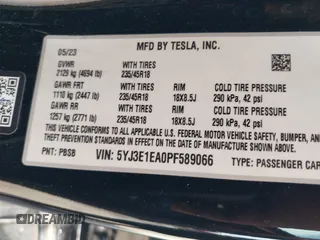 MFD BY TESLA, INC.
05/23
GVWR WITH TIRES
2129 kg (4694 lb) 235/45R18
GAWR FRT WITH TIRES RIM COLD TIRE PRESSURE
1110 kg (2447 lb) 235/45R18 18X8.5J 290 kPa, 42 psi
GAWR RR WITH TIRES RIM COLD TIRE PRESSURE
1257 kg (2771 lb) 235/45R18 18X8.5J 290 kPa, 42 psi
THIS VEHICLE CONFORMS TO ALL APPLICABLE U.S. FEDERAL MOTOR VEHICLE SAFETY, BUMPER, AND
THEFT PREVENTION STANDARDS IN EFFECT ON THE DATE OF
PNT: PBSB VIN: 5YJ3E1EA0PF589066 TYPE: PASSENGER CAR
DREAMBID